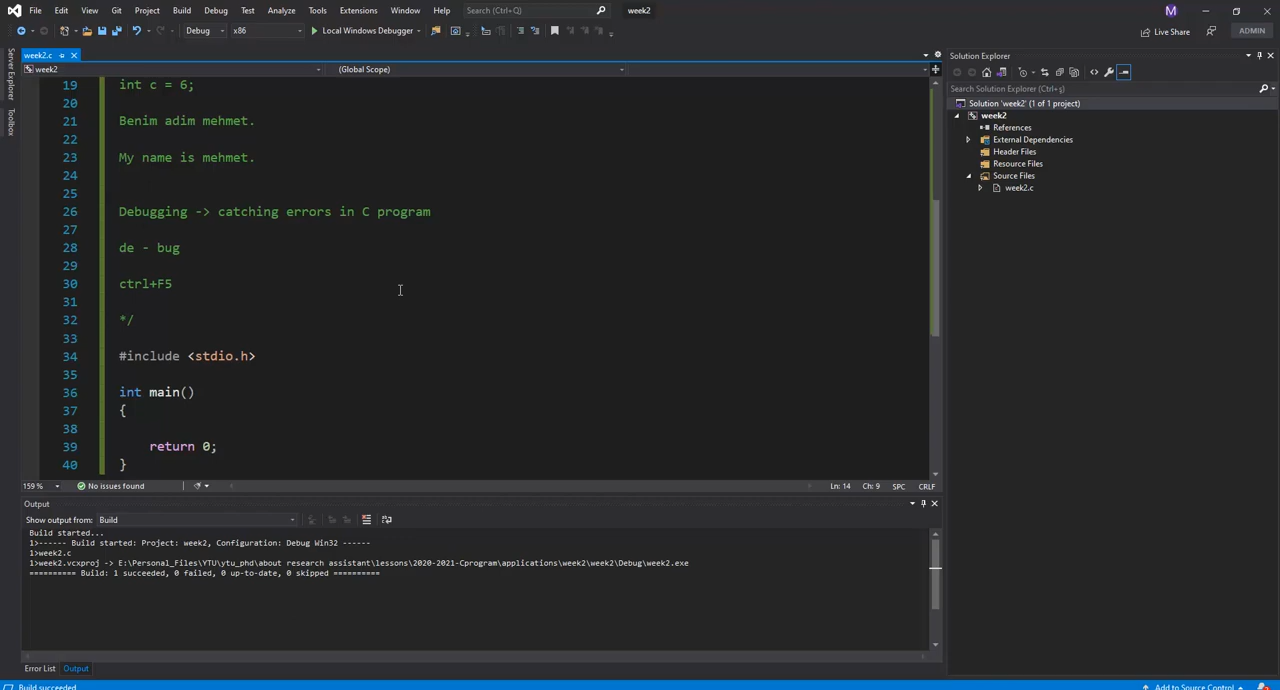 File Edit View Git Project Build Debug Test Analyze Tools Extensions Window Help Search (Ctrl+Q) week2 M
Debug x86 Local Windows Debugger Live Share ADMIN
Server Explorer
Toolbox
week2.c
week2 (Global Scope)
19 int c = 6;
20
21 Benim adim mehmet.
22
23 My name is mehmet.
24
25
26 Debugging -> catching errors in C program
27
28 de - bug
29
30 ctrl+F5
31
32 */
33
34 #include <stdio.h>
35
36 int main()
37 {
38
39 return 0;
40 }
159 % No issues found Ln: 14 Ch: 9 SPC CRLF
Output
Show output from: Build
Build started...
1>------ Build started: Project: week2, Configuration: Debug Win32 ------
1>week2.c
1>week2.vcxproj -> E:\Personal_Files\YTU\ytu_phd\about research assistant\lessons\2020-2021-Cprogram\applications\week2\week2\Debug\week2.exe
========== Build: 1 succeeded, 0 failed, 0 up-to-date, 0 skipped ==========
Error List Output
Build succeeded
Add to Source Control
Solution Explorer
Search Solution Explorer (Ctrl+ş)
Solution 'week2' (1 of 1 project)
week2
References
External Dependencies
Header Files
Resource Files
Source Files
week2.c